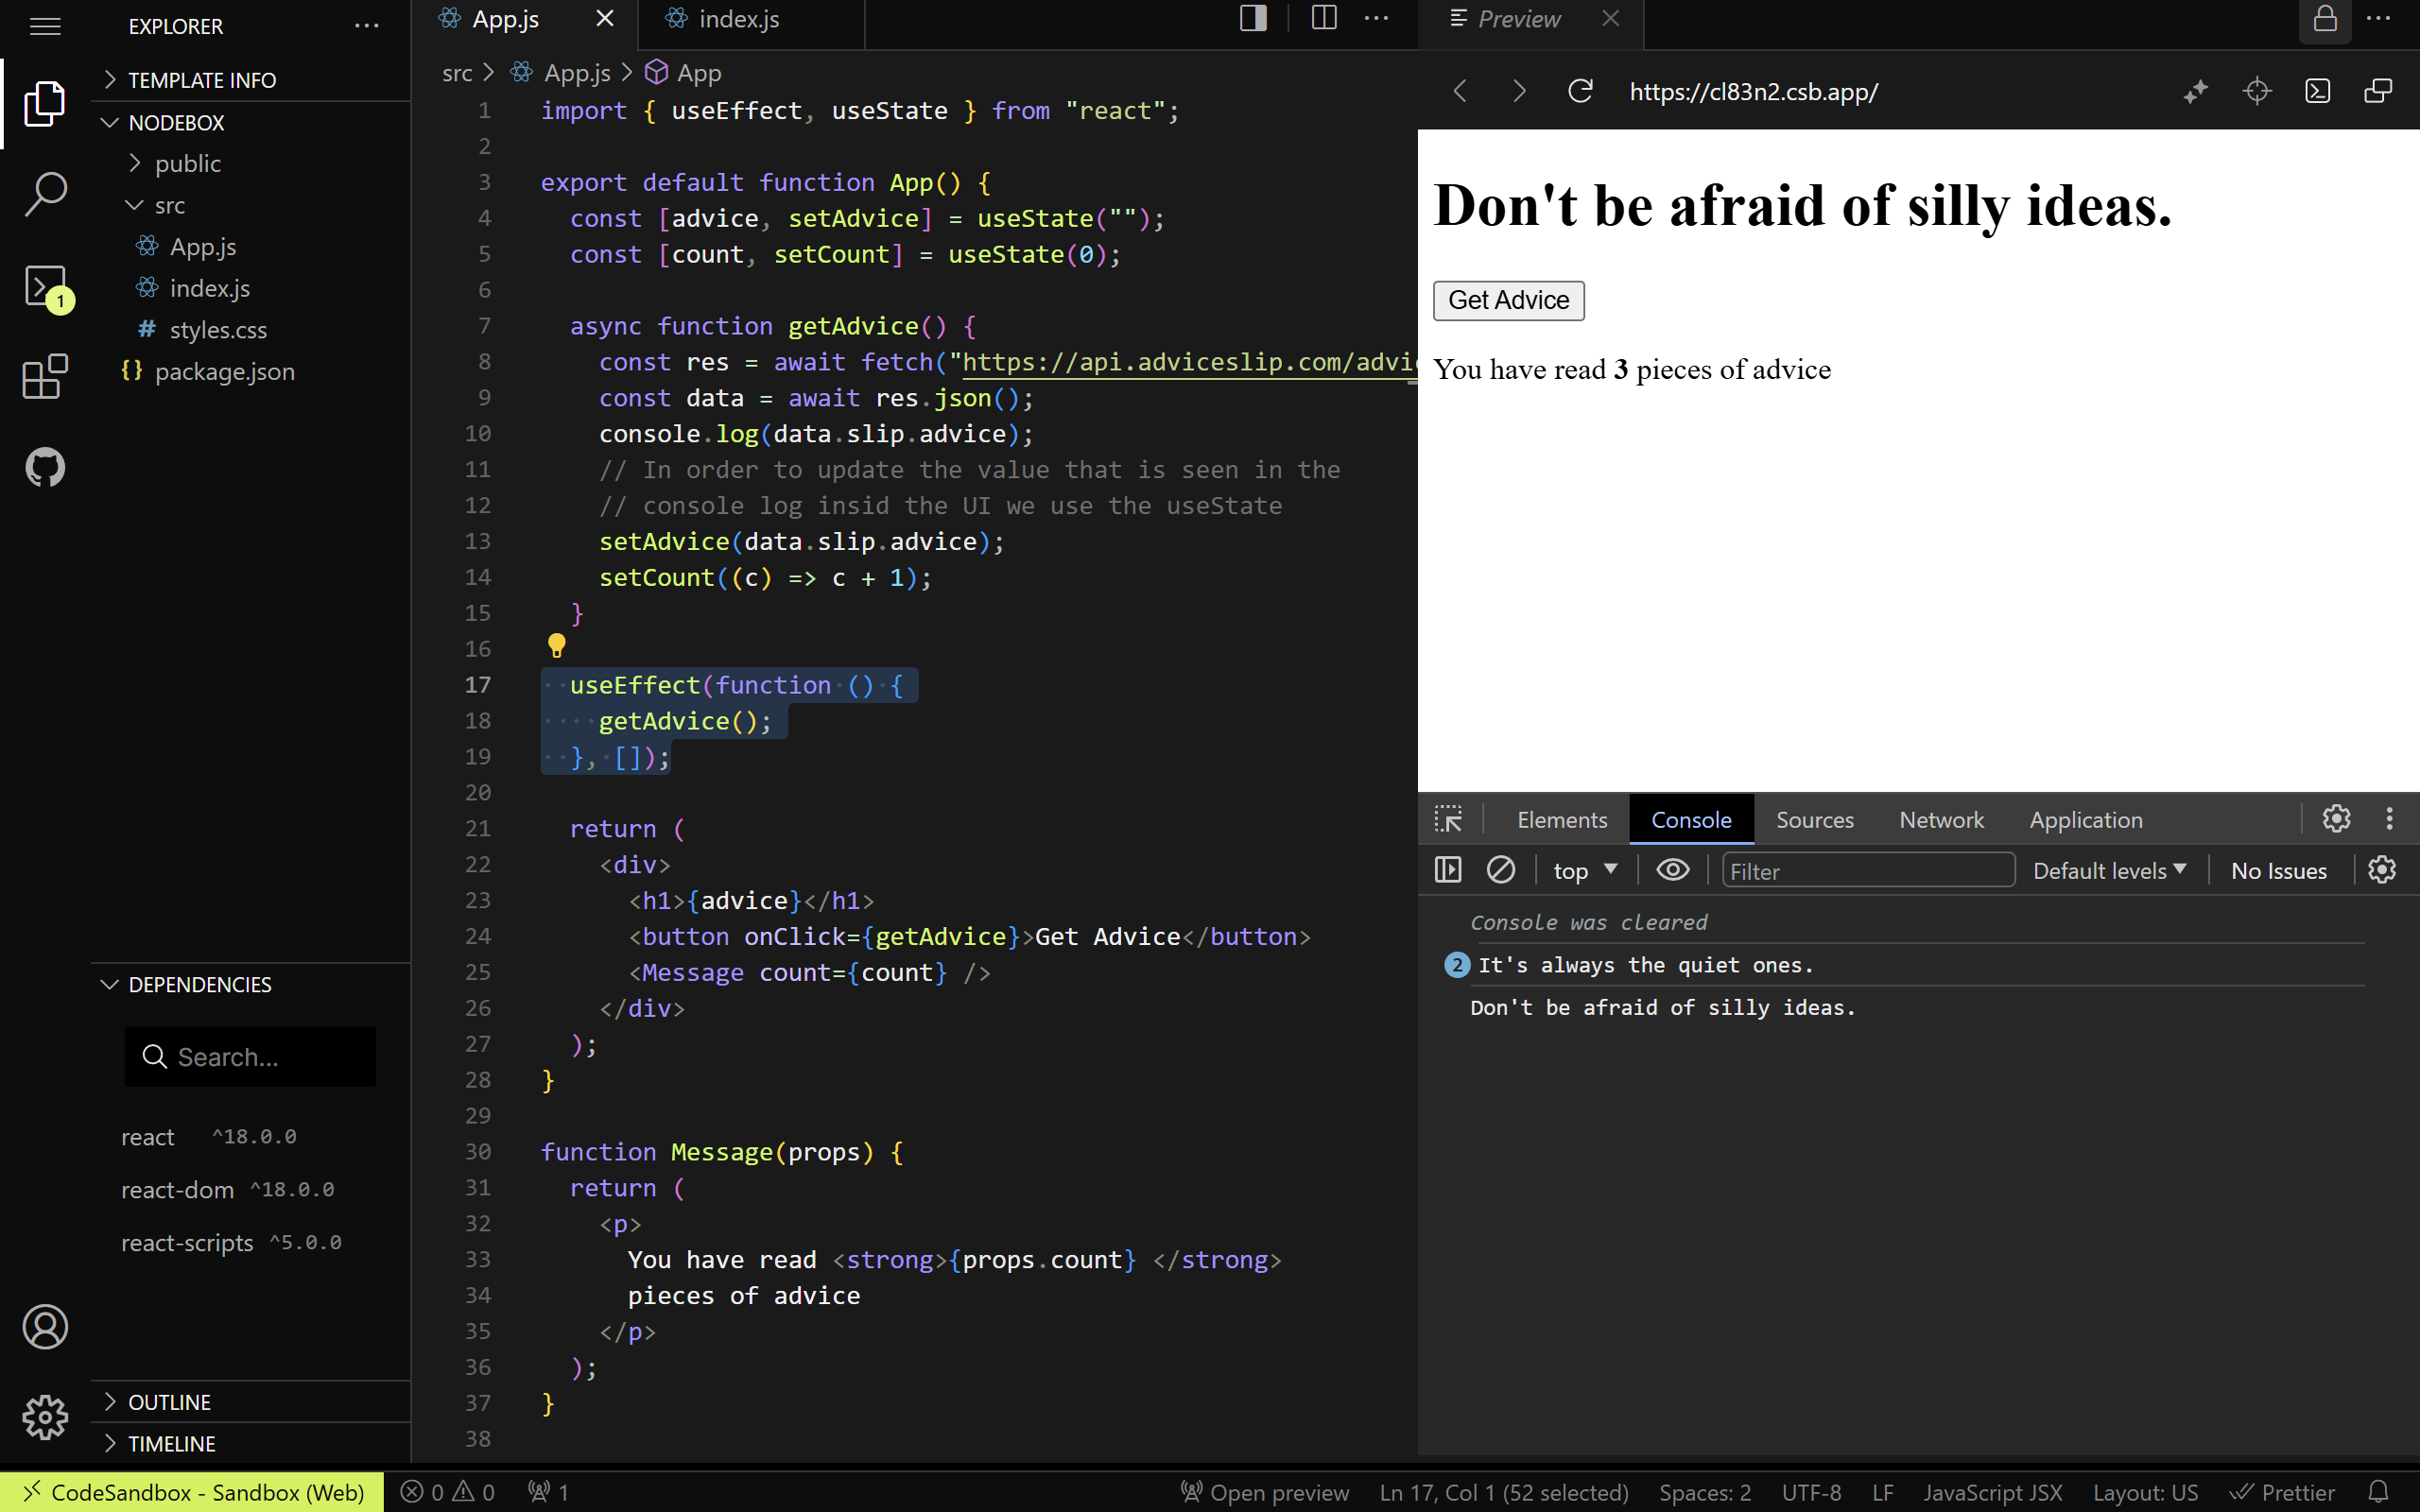 EXPLORER
TEMPLATE INFO
NODEBOX
public
src
App.js
index.js
styles.css
package.json
1
DEPENDENCIES
Search...
react ^18.0.0
react-dom ^18.0.0
react-scripts ^5.0.0
OUTLINE
TIMELINE
App.js
index.js
src > App.js > App
1 import { useEffect, useState } from "react";
2
3 export default function App() {
4 const [advice, setAdvice] = useState("");
5 const [count, setCount] = useState(0);
6
7 async function getAdvice() {
8 const res = await fetch("https://api.adviceslip.com/advi
9 const data = await res.json();
10 console.log(data.slip.advice);
11 // In order to update the value that is seen in the
12 // console log insid the UI we use the useState
13 setAdvice(data.slip.advice);
14 setCount((c) => c + 1);
15 }
16
17 useEffect(function () {
18 getAdvice();
19 }, []);
20
21 return (
22 <div>
23 <h1>{advice}</h1>
24 <button onClick={getAdvice}>Get Advice</button>
25 <Message count={count} />
26 </div>
27 );
28 }
29
30 function Message(props) {
31 return (
32 <p>
33 You have read <strong>{props.count} </strong>
34 pieces of advice
35 </p>
36 );
37 }
38
Preview
https://cl83n2.csb.app/
Don't be afraid of silly ideas.
Get Advice
You have read 3 pieces of advice
Elements Console Sources Network Application
top Filter Default levels No Issues
Console was cleared
2 It's always the quiet ones.
Don't be afraid of silly ideas.
CodeSandbox - Sandbox (Web) 0 0 1 Open preview Ln 17, Col 1 (52 selected) Spaces: 2 UTF-8 LF JavaScript JSX Layout: US Prettier